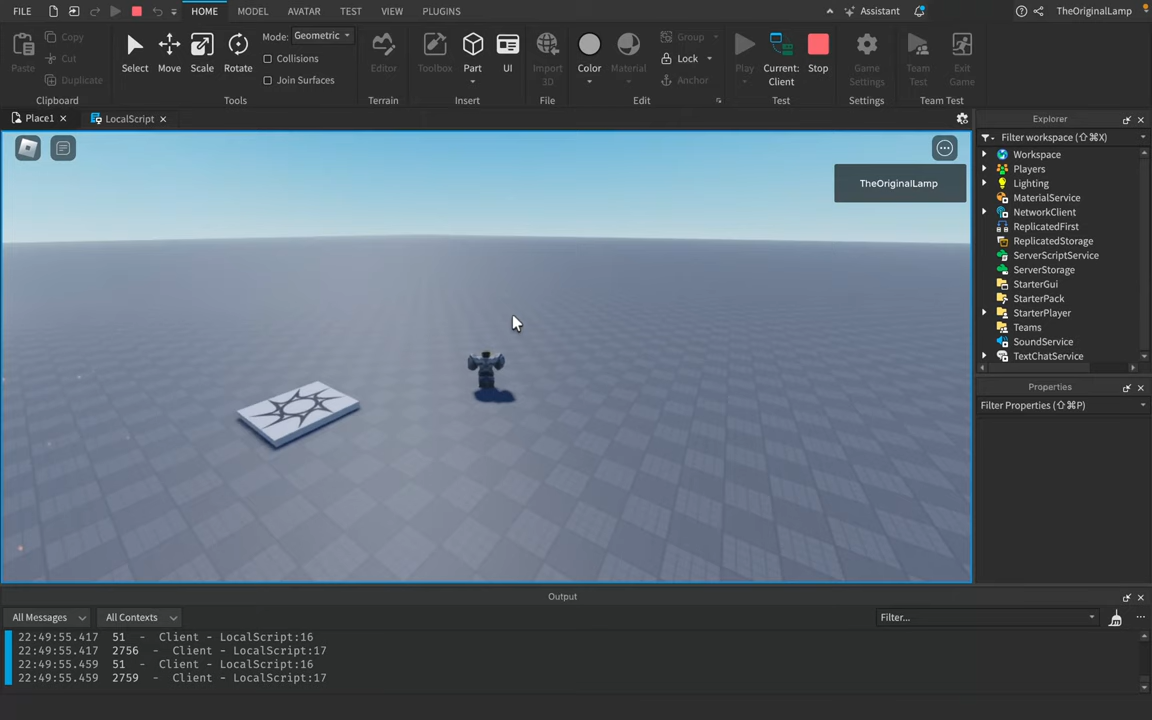 FILE HOME MODEL AVATAR TEST VIEW PLUGINS Assistant TheOriginalLamp
Paste
Copy
Cut
Duplicate
Select Move Scale Rotate
Mode: Geometric
Collisions
Join Surfaces
Editor
Toolbox
Part
UI
Import
3D
Color
Material
Group
Lock
Anchor
Play
Current:
Client
Stop
Game
Settings
Team
Test
Exit
Game
Clipboard Tools Terrain Insert File Edit Test Settings Team Test
Place1 LocalScript
TheOriginalLamp
Explorer
Filter workspace (⇧⌘X)
Workspace
Players
Lighting
MaterialService
NetworkClient
ReplicatedFirst
ReplicatedStorage
ServerScriptService
ServerStorage
StarterGui
StarterPack
StarterPlayer
Teams
SoundService
TextChatService
Properties
Filter Properties (⇧⌘P)
Output
All Messages All Contexts Filter...
22:49:55.417 51 - Client - LocalScript:16
22:49:55.417 2756 - Client - LocalScript:17
22:49:55.459 51 - Client - LocalScript:16
22:49:55.459 2759 - Client - LocalScript:17